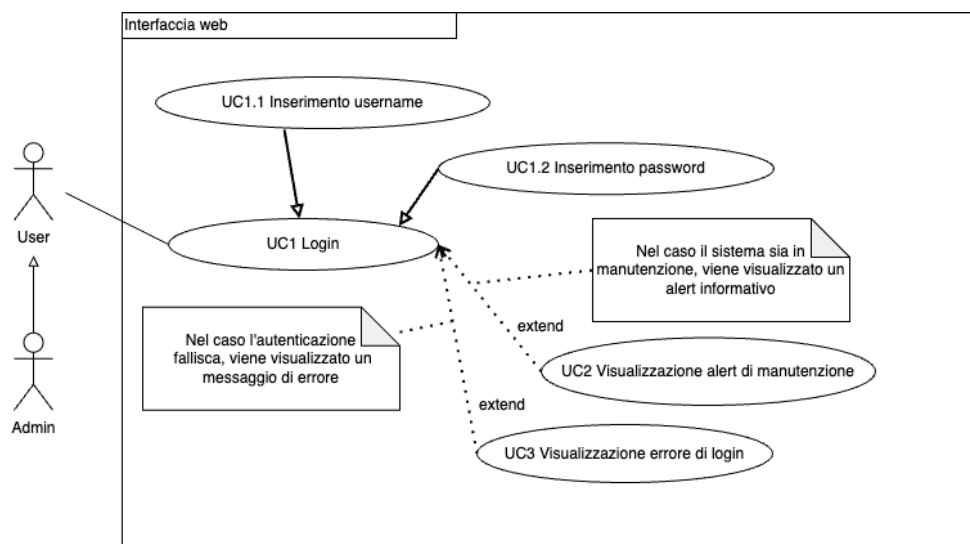 Interfaccia web
UC1.1 Inserimento username
UC1.2 Inserimento password
User
UC1 Login
Nel caso il sistema sia in
manutenzione, viene visualizzato un
alert informativo
Nel caso l'autenticazione
fallisca, viene visualizzato un
messaggio di errore
extend
UC2 Visualizzazione alert di manutenzione
extend
Admin
UC3 Visualizzazione errore di login